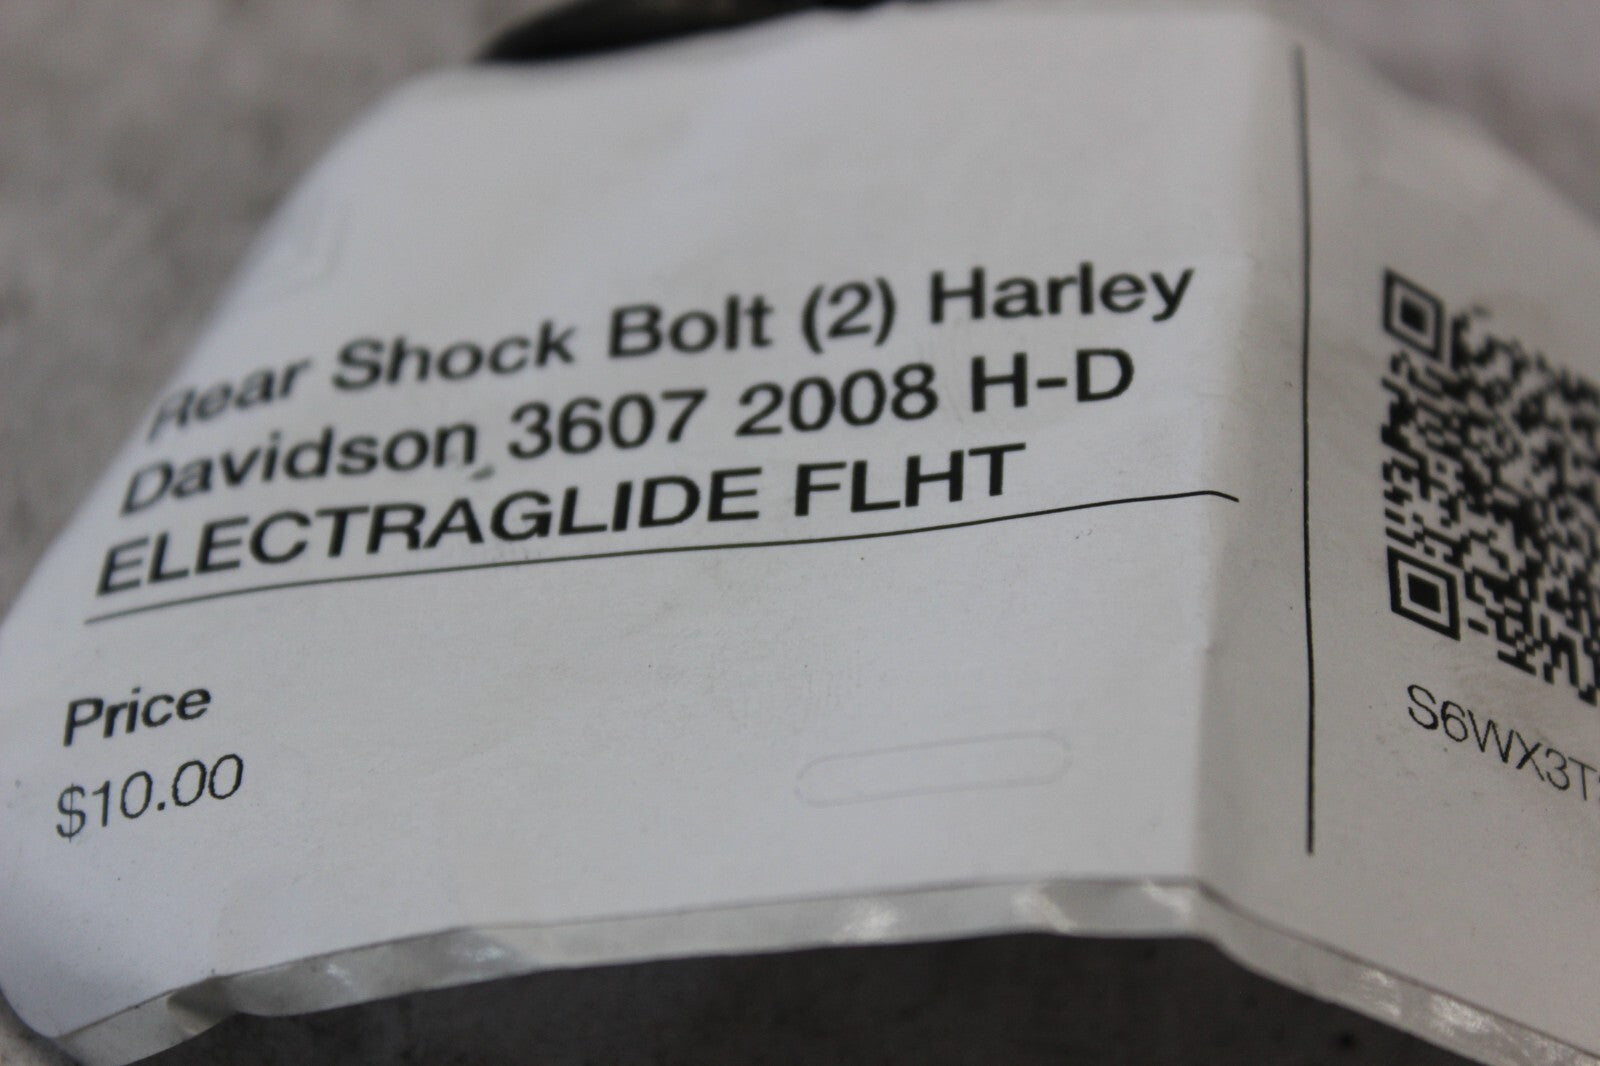 Rear Shock Bolt (2) Harley
Davidson 3607 2008 H-D
ELECTRAGLIDE FLHT
Price
$10.00
S6WX3T